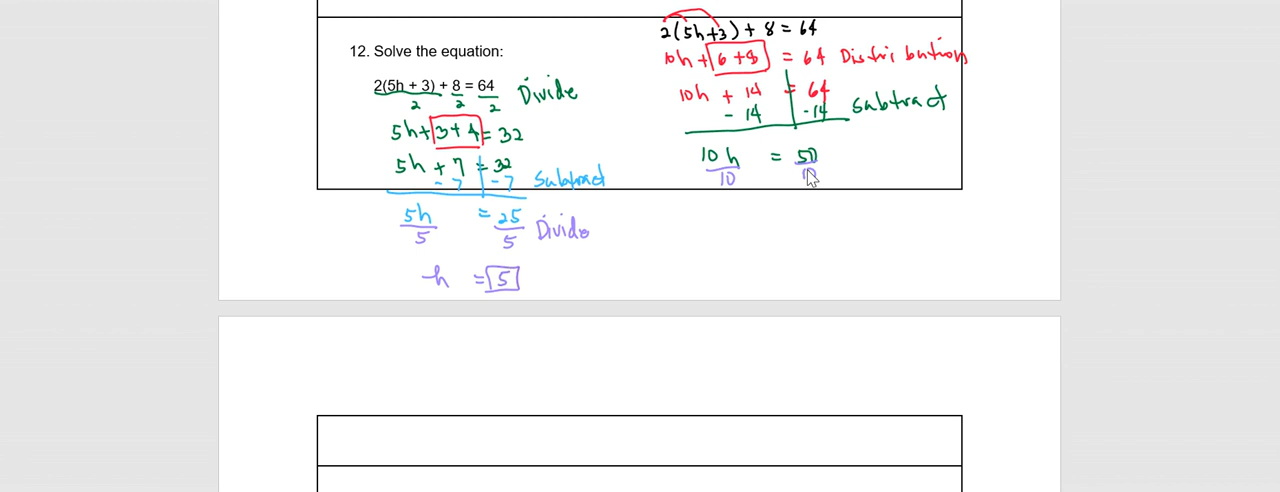 12. Solve the equation:
2(5h + 3) + 8 = 64 Divide
2 2 2
5h + 3 + 4 = 32
5h + 7 = 32
- 7 - 7 Subtract
5h = 25
5 5 Divide
h = 5
2(5h+3) + 8 = 64
10h + 6 + 8 = 64 Distribution
10h + 14 = 64
- 14 - 14 subtract
10h = 50
10 10